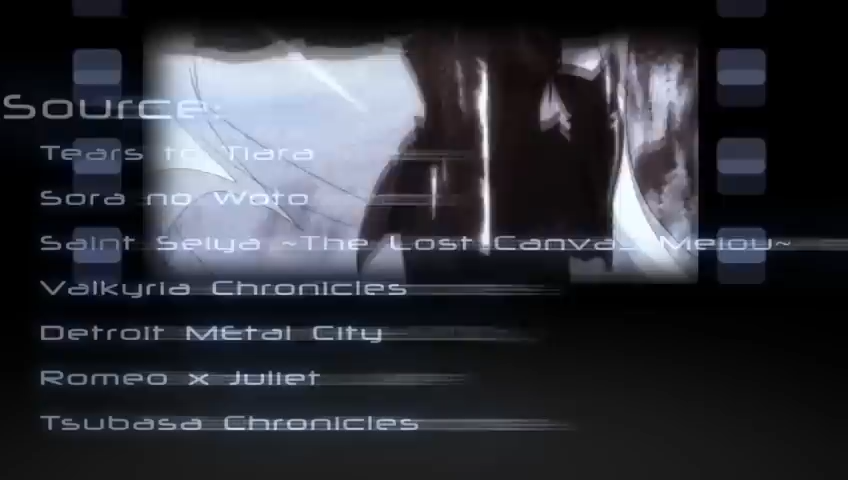 Source:
Tears to Tiara
Sora no Woto
Saint Seiya ~The Lost Canvas Meiou~
Valkyria Chronicles
Detroit MEtal City
Romeo x Juliet
Tsubasa Chronicles